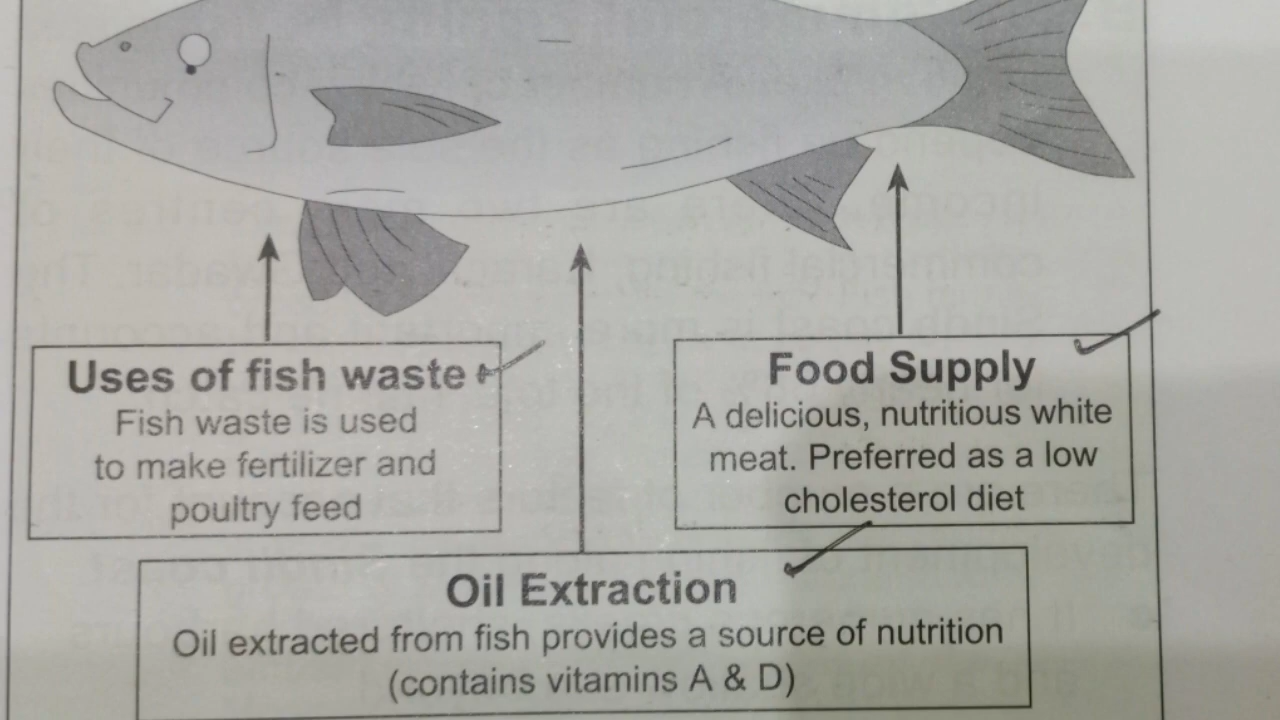 Uses of fish waste
Fish waste is used
to make fertilizer and
poultry feed
Food Supply
A delicious, nutritious white
meat. Preferred as a low
cholesterol diet
Oil Extraction
Oil extracted from fish provides a source of nutrition
(contains vitamins A & D)